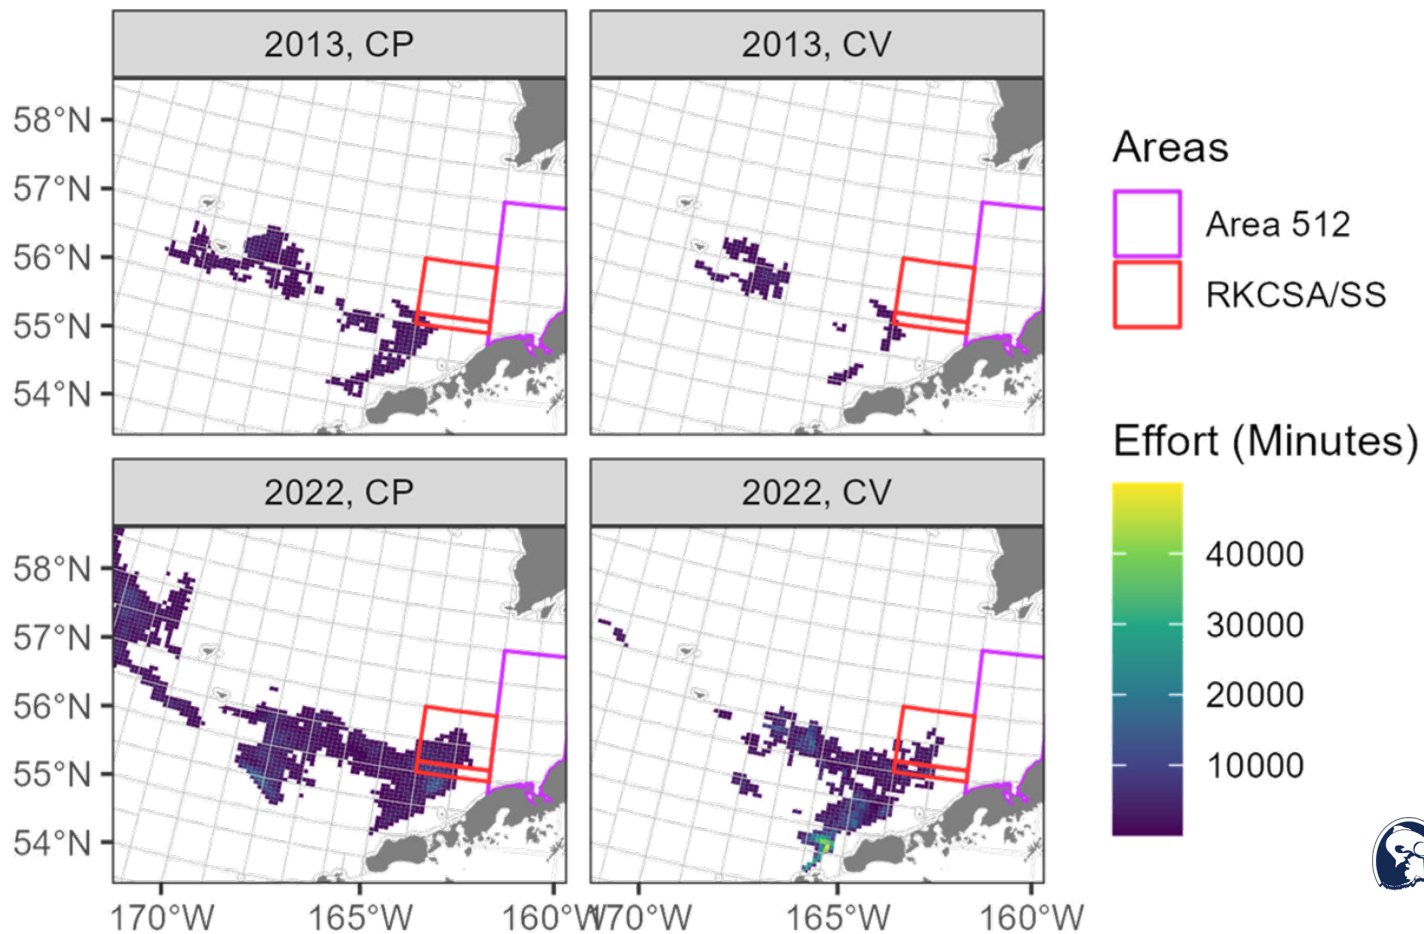 2013, CP
2013, CV
58°N
57°N
56°N
55°N
54°N
2022, CP
2022, CV
58°N
57°N
56°N
55°N
54°N
170°W
165°W
160°W
170°W
165°W
160°W
Areas
Area 512
RKCSA/SS
Effort (Minutes)
40000
30000
20000
10000